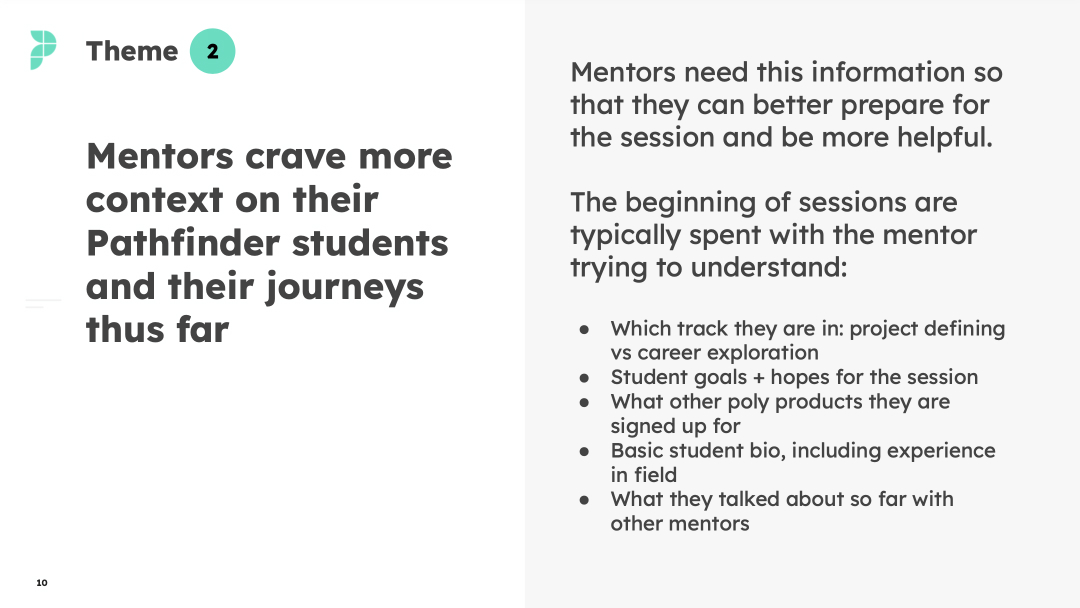 Theme 2
Mentors crave more
context on their
Pathfinder students
and their journeys
thus far
Mentors need this information so
that they can better prepare for
the session and be more helpful.
The beginning of sessions are
typically spent with the mentor
trying to understand:
● Which track they are in: project defining
vs career exploration
● Student goals + hopes for the session
● What other poly products they are
signed up for
● Basic student bio, including experience
in field
● What they talked about so far with
other mentors
10